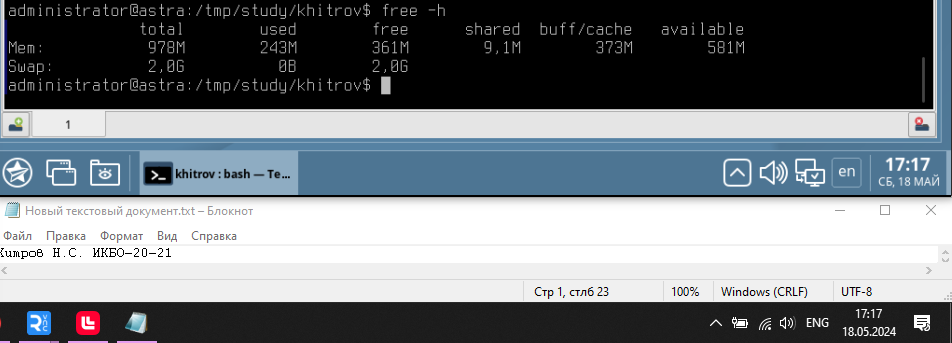 administrator@astra:/tmp/study/khitrov$ free -h
total used free shared buff/cache available
Mem: 978M 243M 361M 9,1M 373M 581M
Swap: 2,0G 0B 2,0G
administrator@astra:/tmp/study/khitrov$
1
khitrov : bash — Te...
en
17:17
СБ, 18 МАЙ
Новый текстовый документ.txt – Блокнот
Файл Правка Формат Вид Справка
Хитров Н.С. ИКБО-20-21
Стр 1, стлб 23 100% Windows (CRLF) UTF-8
ENG
17:17
18.05.2024